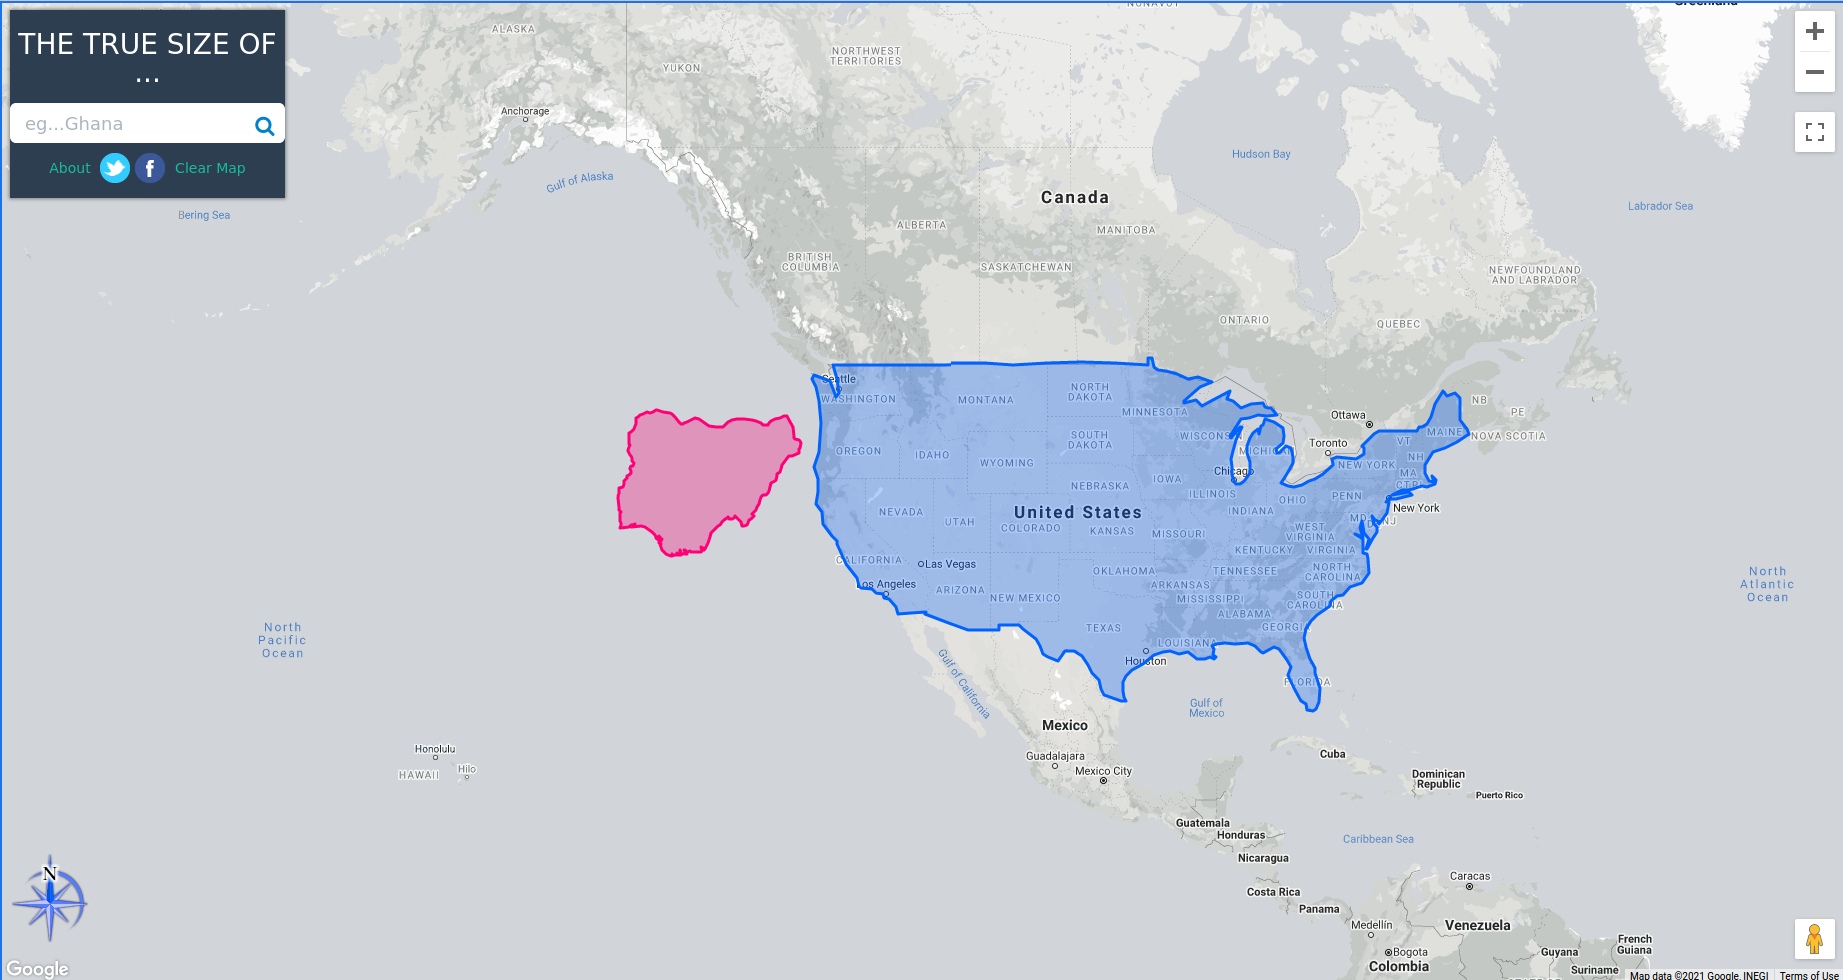 THE TRUE SIZE OF
...
eg...Ghana
About
Clear Map
NUNAVUT
Greenland
ALASKA
NORTHWEST
TERRITORIES
YUKON
Anchorage
Hudson Bay
Gulf of Alaska
Canada
Labrador Sea
Bering Sea
ALBERTA
MANITOBA
BRITISH
COLUMBIA
SASKATCHEWAN
NEWFOUNDLAND
AND LABRADOR
ONTARIO
QUEBEC
Seattle
WASHINGTON
MONTANA
NORTH
DAKOTA
MINNESOTA
NB
PE
Ottawa
NOVA SCOTIA
MAINE
VT
Toronto
OREGON
IDAHO
SOUTH
DAKOTA
WISCONSIN
MICHIGAN
NH
NEW YORK
WYOMING
MA
Chicago
CT
RI
NEBRASKA
IOWA
ILLINOIS
OHIO
PENN
INDIANA
New York
NEVADA
UTAH
United States
COLORADO
KANSAS
MISSOURI
WEST
VIRGINIA
MD
DE
NJ
KENTUCKY
VIRGINIA
CALIFORNIA
Las Vegas
OKLAHOMA
TENNESSEE
NORTH
CAROLINA
North
Atlantic
Ocean
Los Angeles
ARIZONA
NEW MEXICO
ARKANSAS
MISSISSIPPI
SOUTH
CAROLINA
ALABAMA
TEXAS
GEORGIA
LOUISIANA
North
Pacific
Ocean
Houston
Gulf of California
FLORIDA
Gulf of
Mexico
Mexico
Honolulu
HAWAII
Hilo
Guadalajara
Mexico City
Cuba
Dominican
Republic
Puerto Rico
Guatemala
Honduras
Caribbean Sea
Nicaragua
Caracas
Costa Rica
Panama
Medellín
Venezuela
Bogota
Colombia
Guyana
French
Guiana
Suriname
N
Google
Map data ©2021 Google, INEGI
Terms of Use